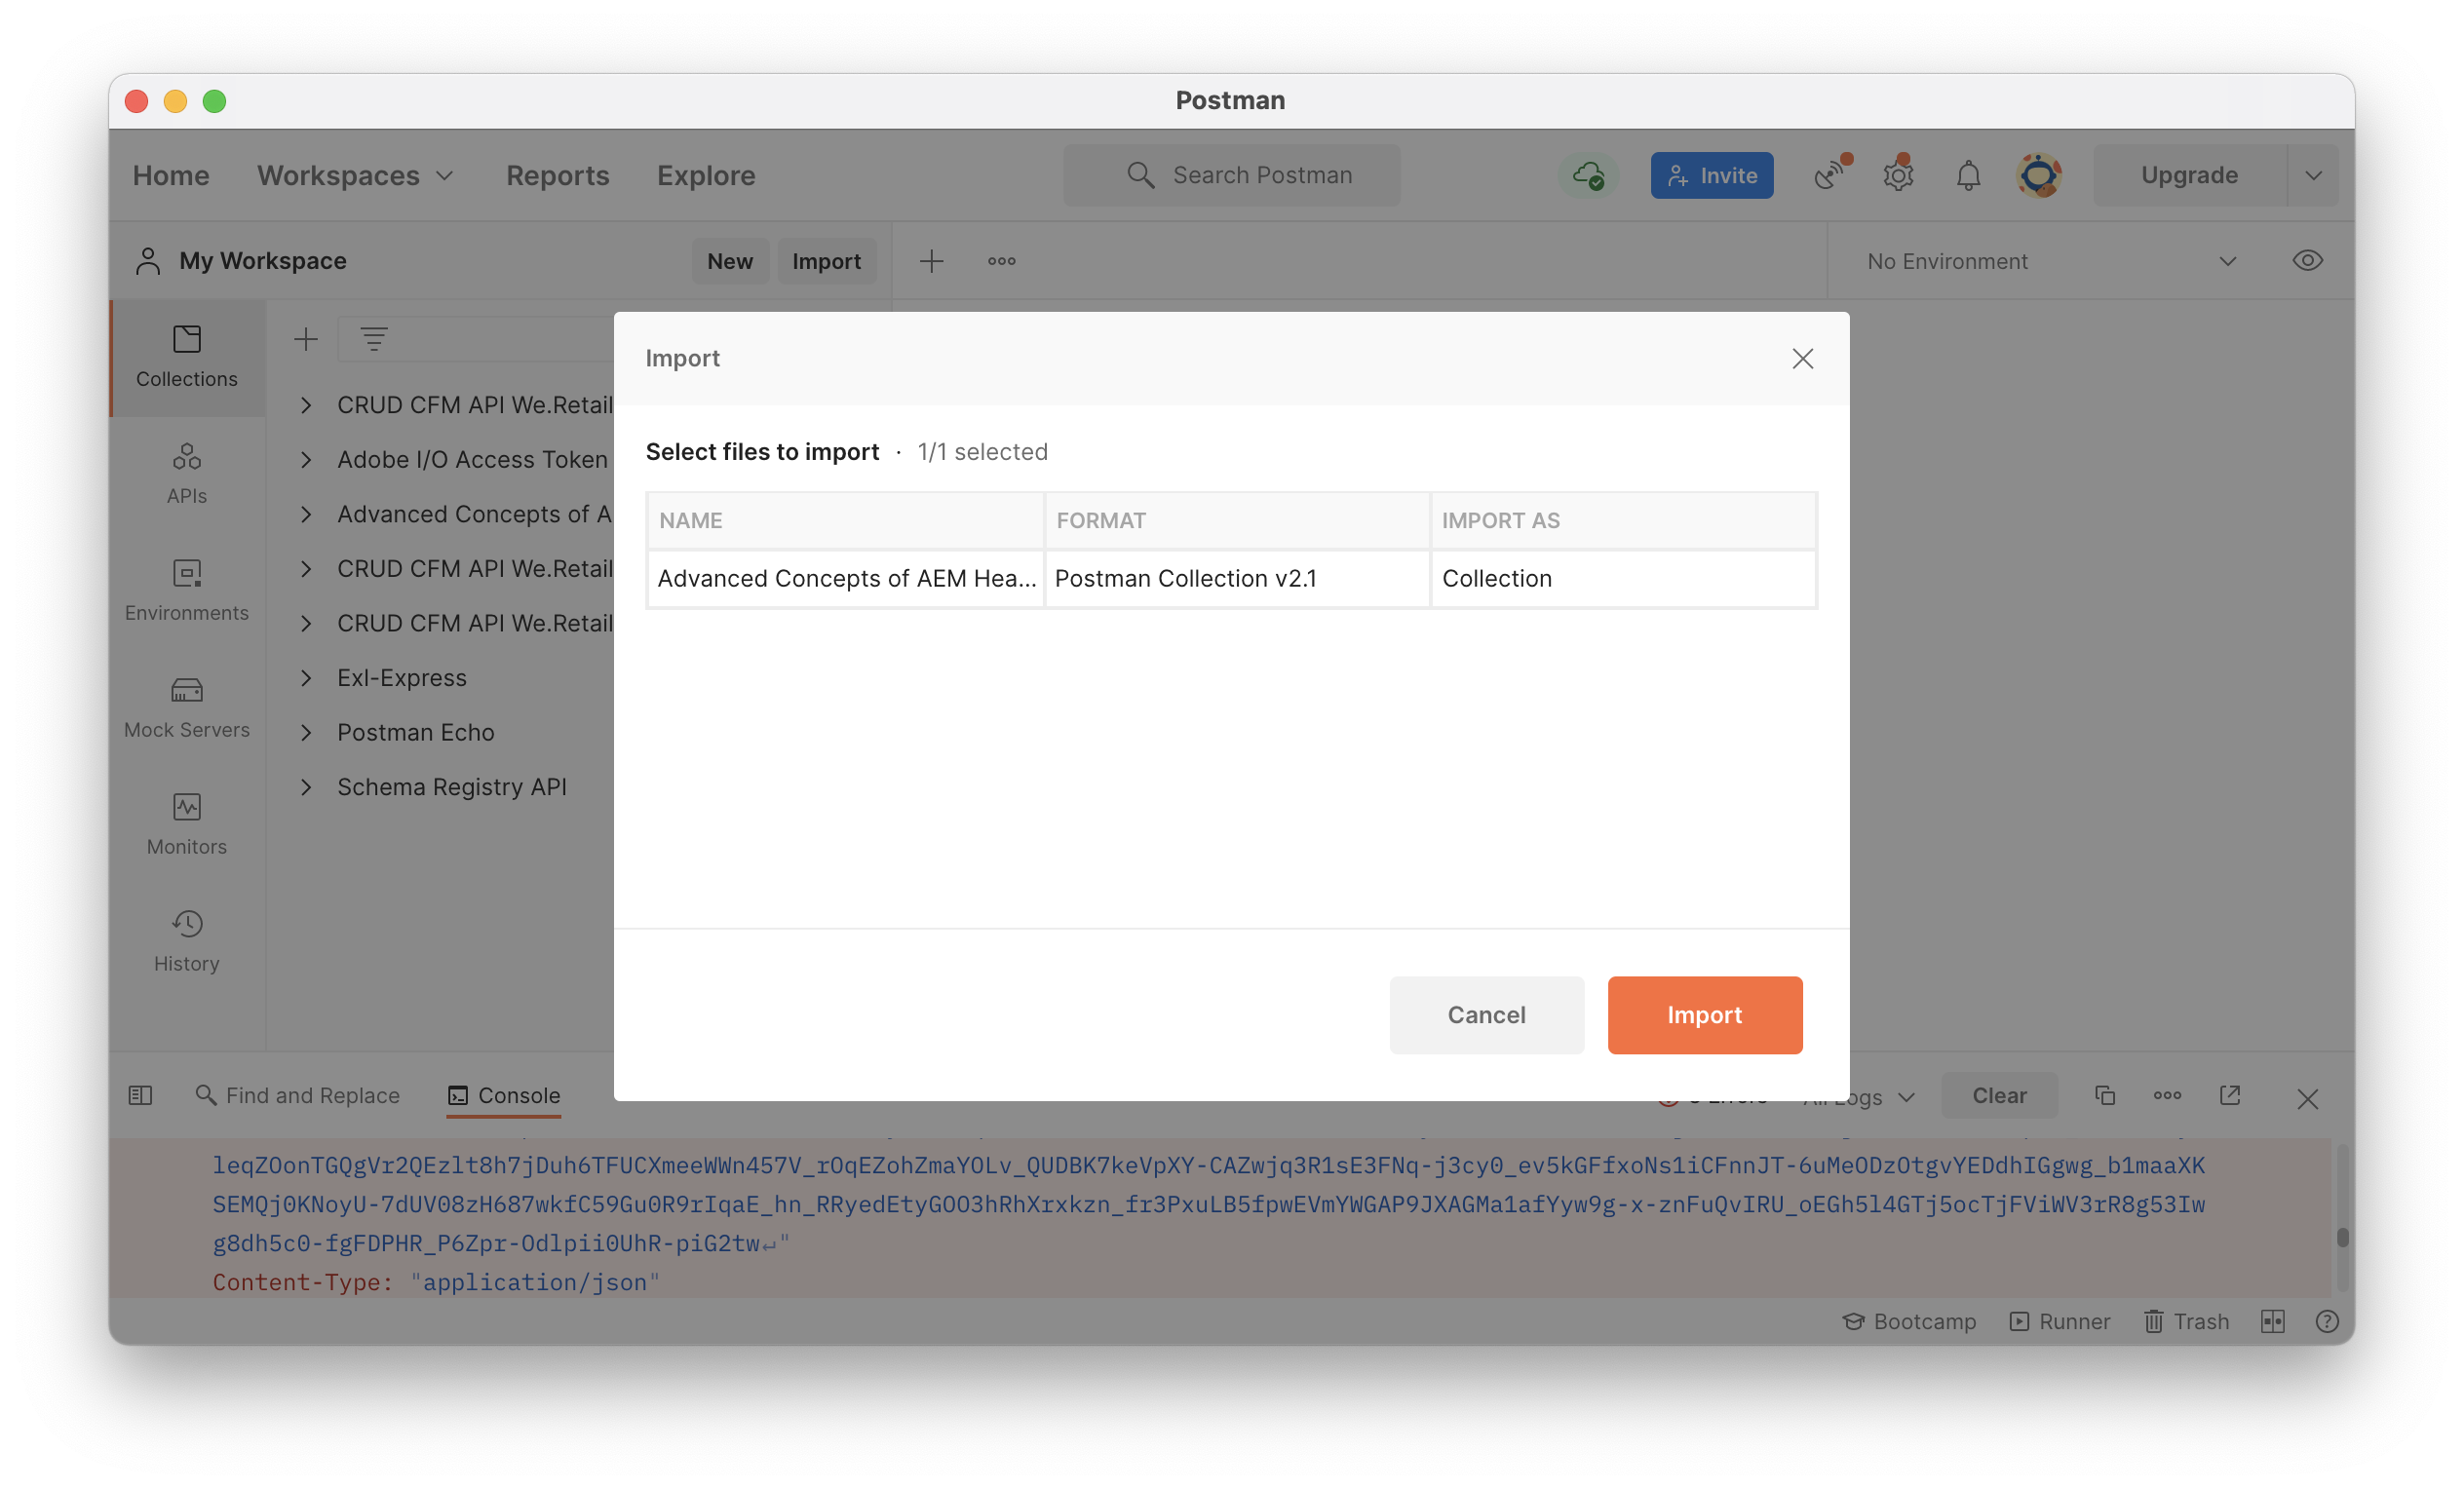 Postman
Home Workspaces Reports Explore Search Postman Invite Upgrade
My Workspace New Import No Environment
Collections
APIs
Environments
Mock Servers
Monitors
History
CRUD CFM API We.Retail
Adobe I/O Access Token
Advanced Concepts of A
CRUD CFM API We.Retail
CRUD CFM API We.Retail
Exl-Express
Postman Echo
Schema Registry API
Import
Select files to import · 1/1 selected
NAME FORMAT IMPORT AS
Advanced Concepts of AEM Hea... Postman Collection v2.1 Collection
Cancel Import
Find and Replace Console All Logs Clear
leqZOonTGQgVr2QEzlt8h7jDuh6TFUCXmeeWWn457V_rOqEZohZmaYOLv_QUDBK7keVpXY-CAZwjq3R1sE3FNq-j3cy0_ev5kGFfxoNs1iCFnnJT-6uMeODzOtgvYEDdhIGgwg_b1maaXK
SEMQj0KNoyU-7dUV08zH687wkfC59Gu0R9rIqaE_hn_RRyedEtyGOO3hRhXrxkzn_fr3PxuLB5fpwEVmYWGAP9JXAGMa1afYyw9g-x-znFuQvIRU_oEGh5l4GTj5ocTjFViWV3rR8g53Iw
g8dh5c0-fgFDPHR_P6Zpr-Odlpii0UhR-piG2tw↵"
Content-Type: "application/json"
Bootcamp Runner Trash